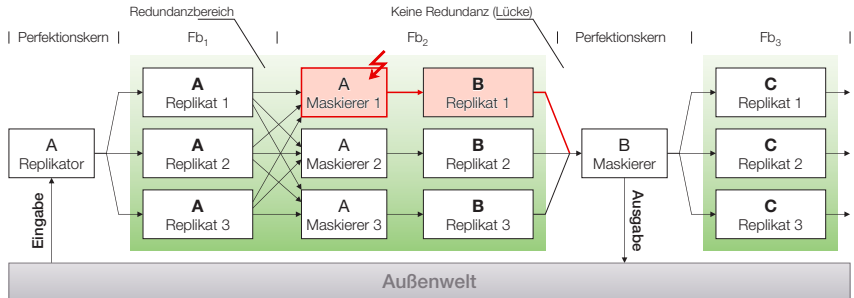 Redundanzbereich
Keine Redundanz (Lücke)
Perfektionskern
Fb1
Fb2
Perfektionskern
Fb3
A
Replikat 1
A
Maskierer 1
B
Replikat 1
C
Replikat 1
A
Replikator
A
Replikat 2
A
Maskierer 2
B
Replikat 2
B
Maskierer
C
Replikat 2
A
Replikat 3
A
Maskierer 3
B
Replikat 3
C
Replikat 3
Eingabe
Ausgabe
Außenwelt